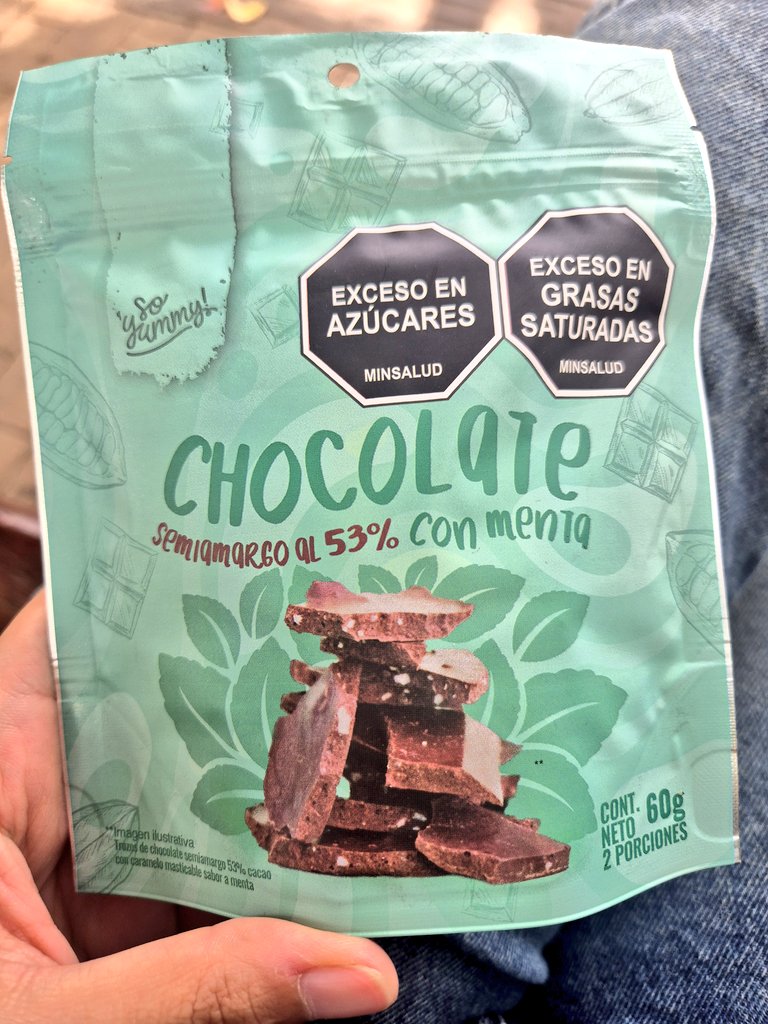 So
yummy!
EXCESO EN
AZÚCARES
MINSALUD
EXCESO EN
GRASAS
SATURADAS
MINSALUD
CHOCOLATE
semiamargo al 53% con menta
**
CONT.
NETO 60g
2 PORCIONES
**Imagen ilustrativa
Trozos de chocolate semiamargo 53% cacao
con caramelo masticable sabor a menta